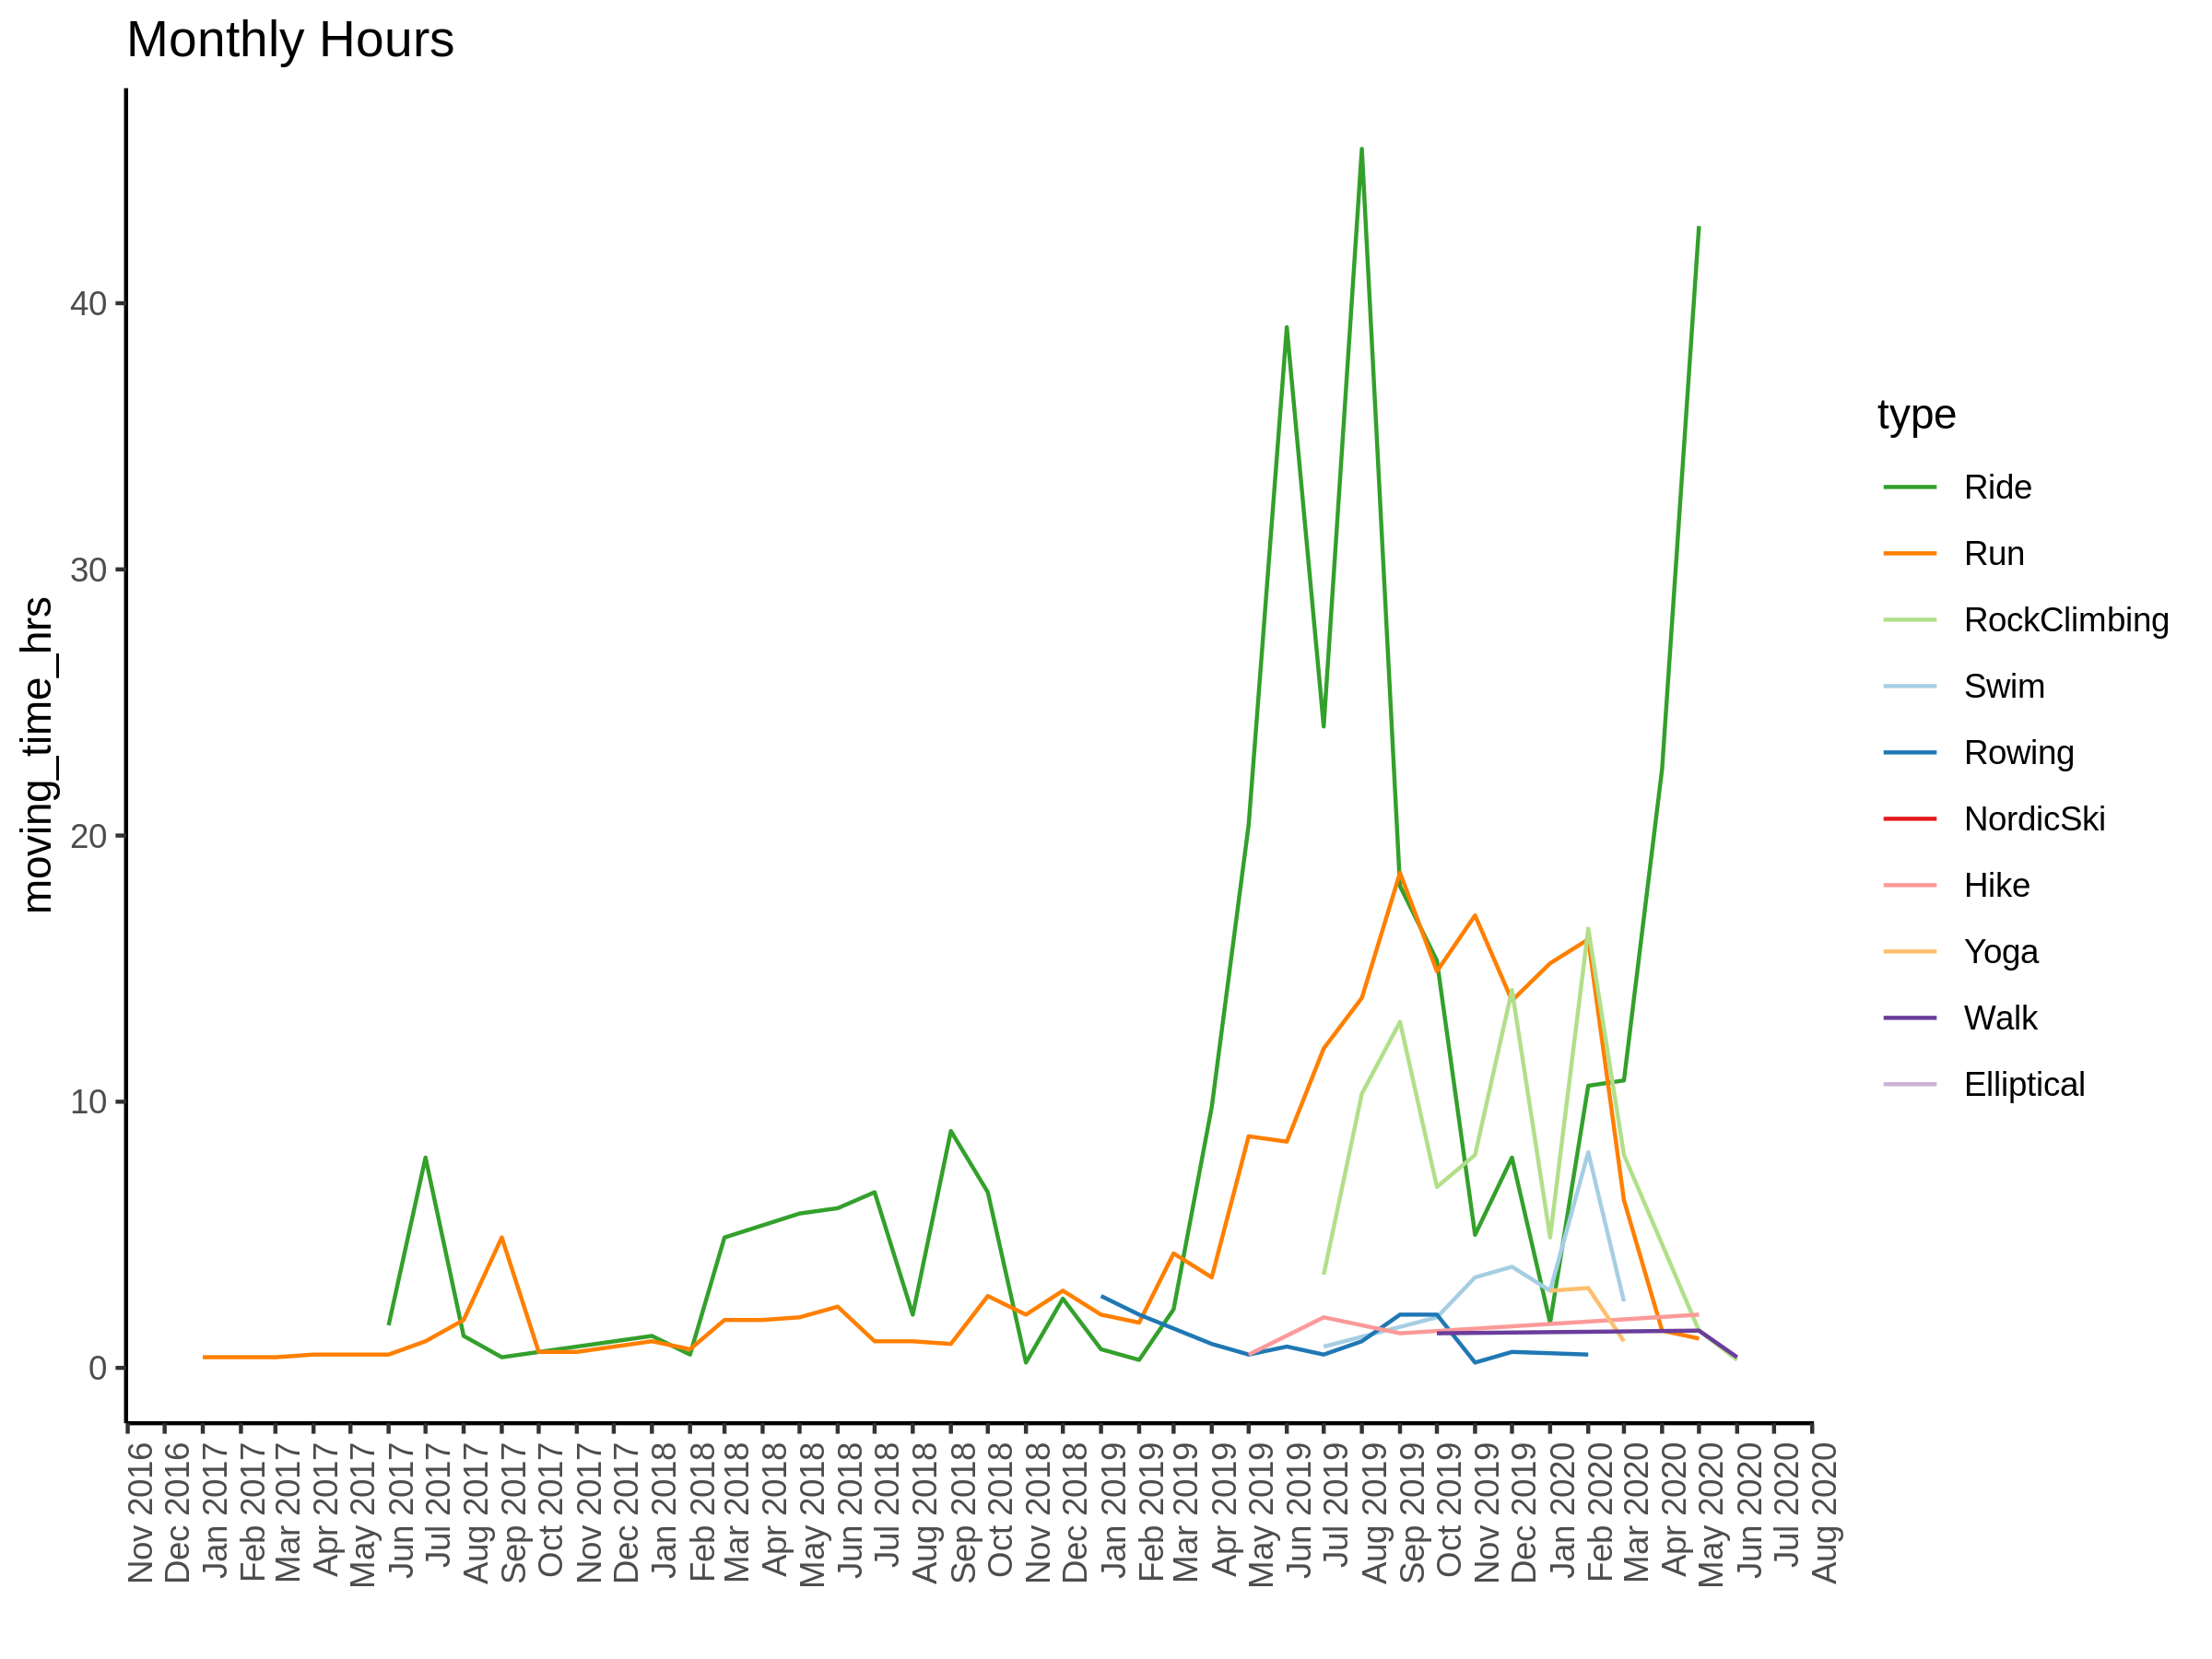 Monthly Hours
moving_time_hrs
40
30
20
10
0
Nov 2016
Dec 2016
Jan 2017
Feb 2017
Mar 2017
Apr 2017
May 2017
Jun 2017
Jul 2017
Aug 2017
Sep 2017
Oct 2017
Nov 2017
Dec 2017
Jan 2018
Feb 2018
Mar 2018
Apr 2018
May 2018
Jun 2018
Jul 2018
Aug 2018
Sep 2018
Oct 2018
Nov 2018
Dec 2018
Jan 2019
Feb 2019
Mar 2019
Apr 2019
May 2019
Jun 2019
Jul 2019
Aug 2019
Sep 2019
Oct 2019
Nov 2019
Dec 2019
Jan 2020
Feb 2020
Mar 2020
Apr 2020
May 2020
Jun 2020
Jul 2020
Aug 2020
type
Ride
Run
RockClimbing
Swim
Rowing
NordicSki
Hike
Yoga
Walk
Elliptical